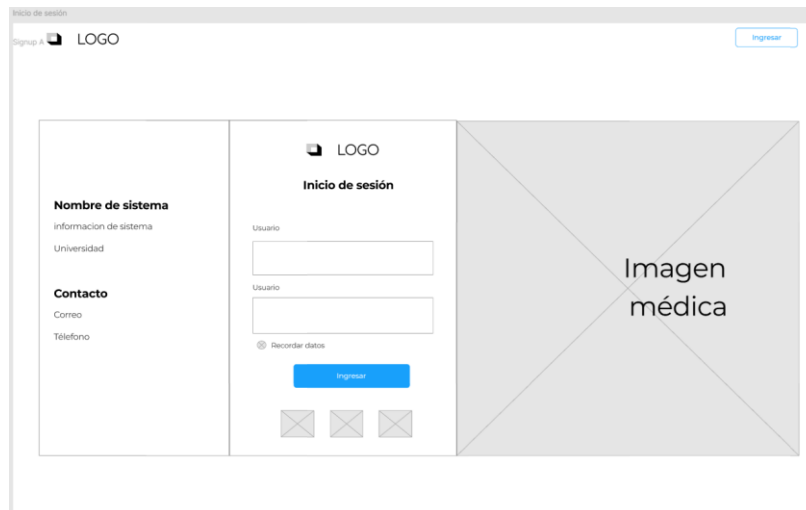 Inicio de sesión
Signup A
LOGO
Ingresar
Nombre de sistema
informacion de sistema
Universidad
Contacto
Correo
Télefono
LOGO
Inicio de sesión
Usuario
Usuario
Recordar datos
Ingresar
Imagen
médica